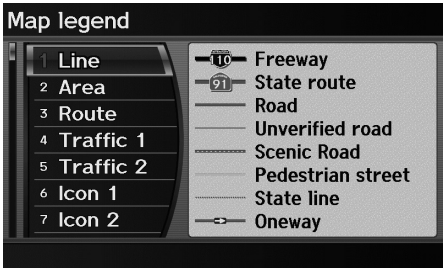 Map legend
1 Line
2 Area
3 Route
4 Traffic 1
5 Traffic 2
6 Icon 1
7 Icon 2
110 Freeway
91 State route
Road
Unverified road
Scenic Road
Pedestrian street
State line
Oneway